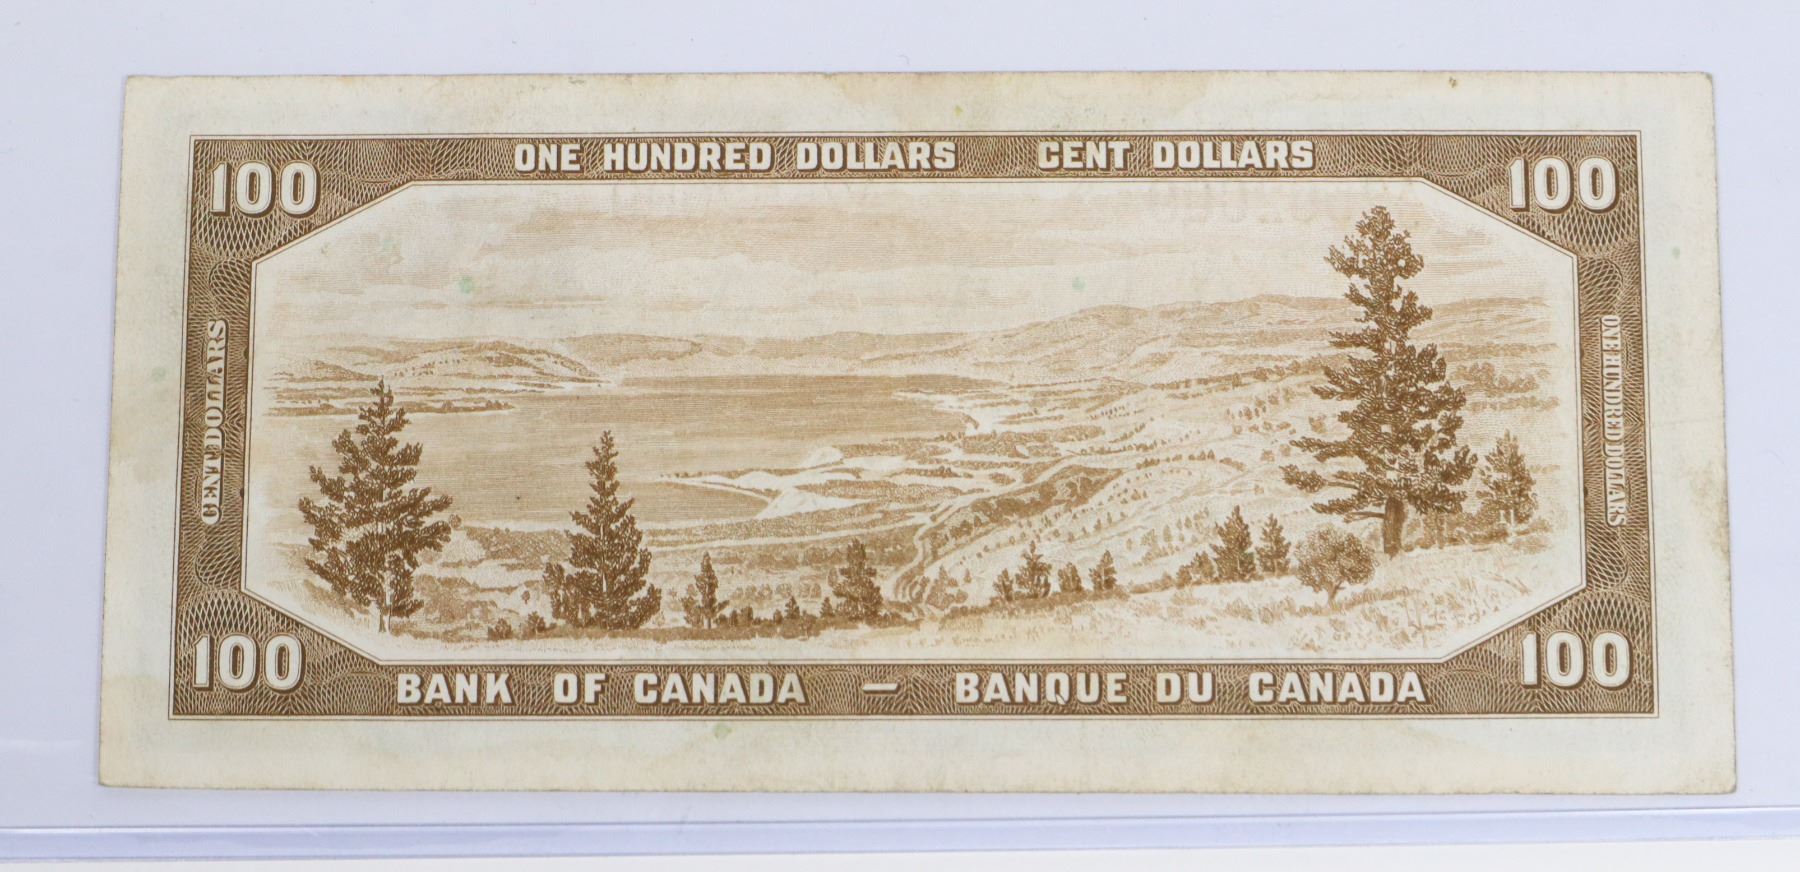 ONE HUNDRED DOLLARS CENT DOLLARS
100 100
CENT DOLLARS
ONE HUNDRED DOLLARS
100 100
BANK OF CANADA — BANQUE DU CANADA